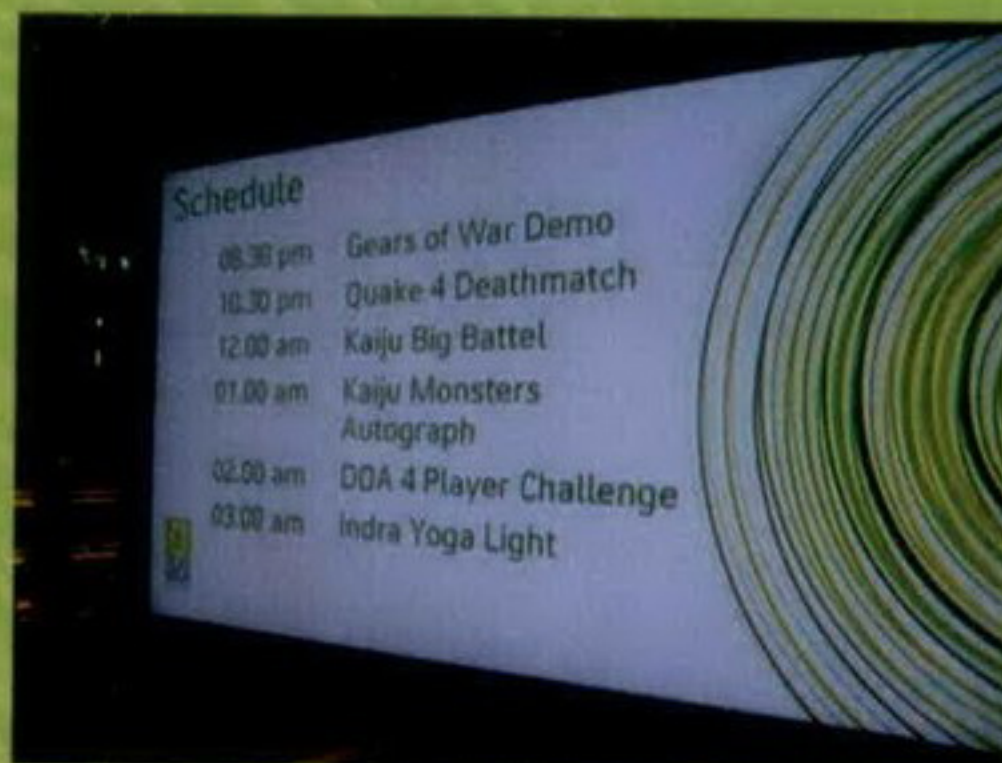 Schedule
08.30 pm Gears of War Demo
10.30 pm Quake 4 Deathmatch
12.00 am Kaiju Big Battel
01.00 am Kaiju Monsters
Autograph
02.00 am DOA 4 Player Challenge
03.00 am Indra Yoga Light